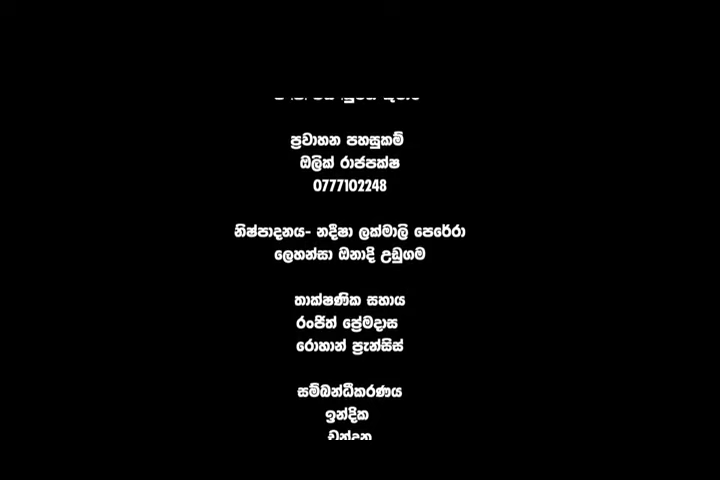 ප්‍රවාහන පහසුකම්
ඔලික් රාජපක්ෂ
0777102248
නිෂ්පාදනය- නදීෂා ලක්මාලි පෙරේරා
ලෙහන්සා ඔනාදි උඩුගම
තාක්ෂණික සහාය
රංජිත් ප්‍රේමදාස
රොහාන් ප්‍රැන්සිස්
සම්බන්ධීකරණය
ඉන්දික